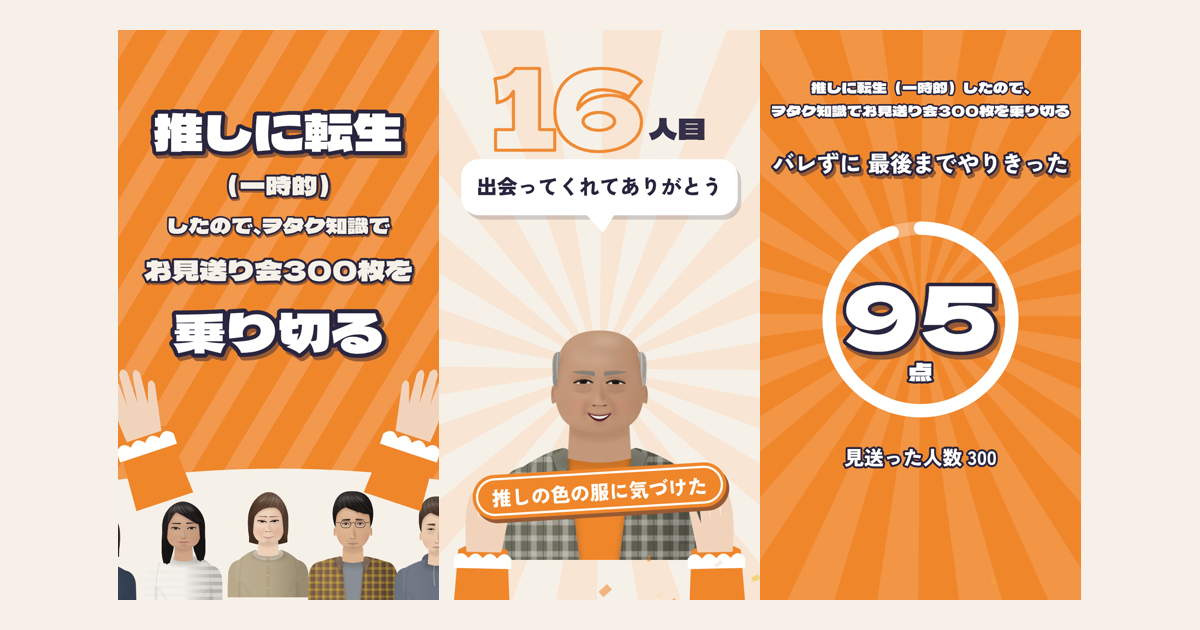 推しに転生
（一時的）
したので、ヲタク知識で
お見送り会300枚を
乗り切る
16人目
出会ってくれてありがとう
推しの色の服に気づけた
推しに転生（一時的）したので、
ヲタク知識でお見送り会300枚を乗り切る
バレずに 最後までやりきった
95
点
見送った人数 300